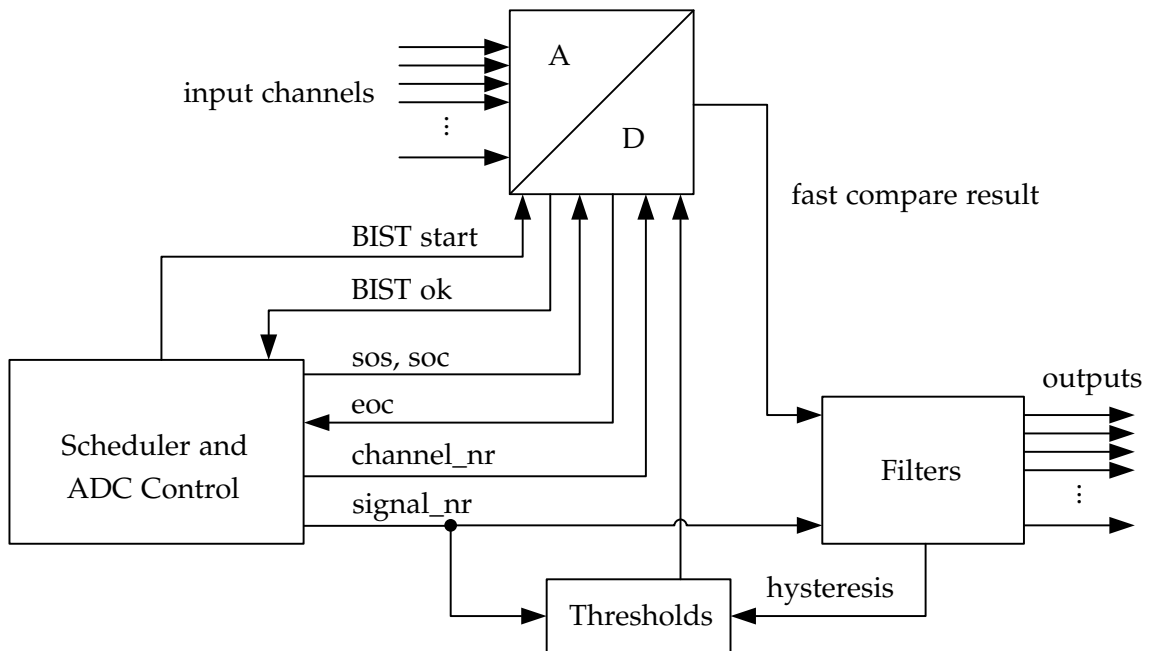 A
input channels
D
fast compare result
BIST start
BIST ok
sos, soc
eoc
channel_nr
signal_nr
Scheduler and
ADC Control
outputs
Filters
hysteresis
Thresholds